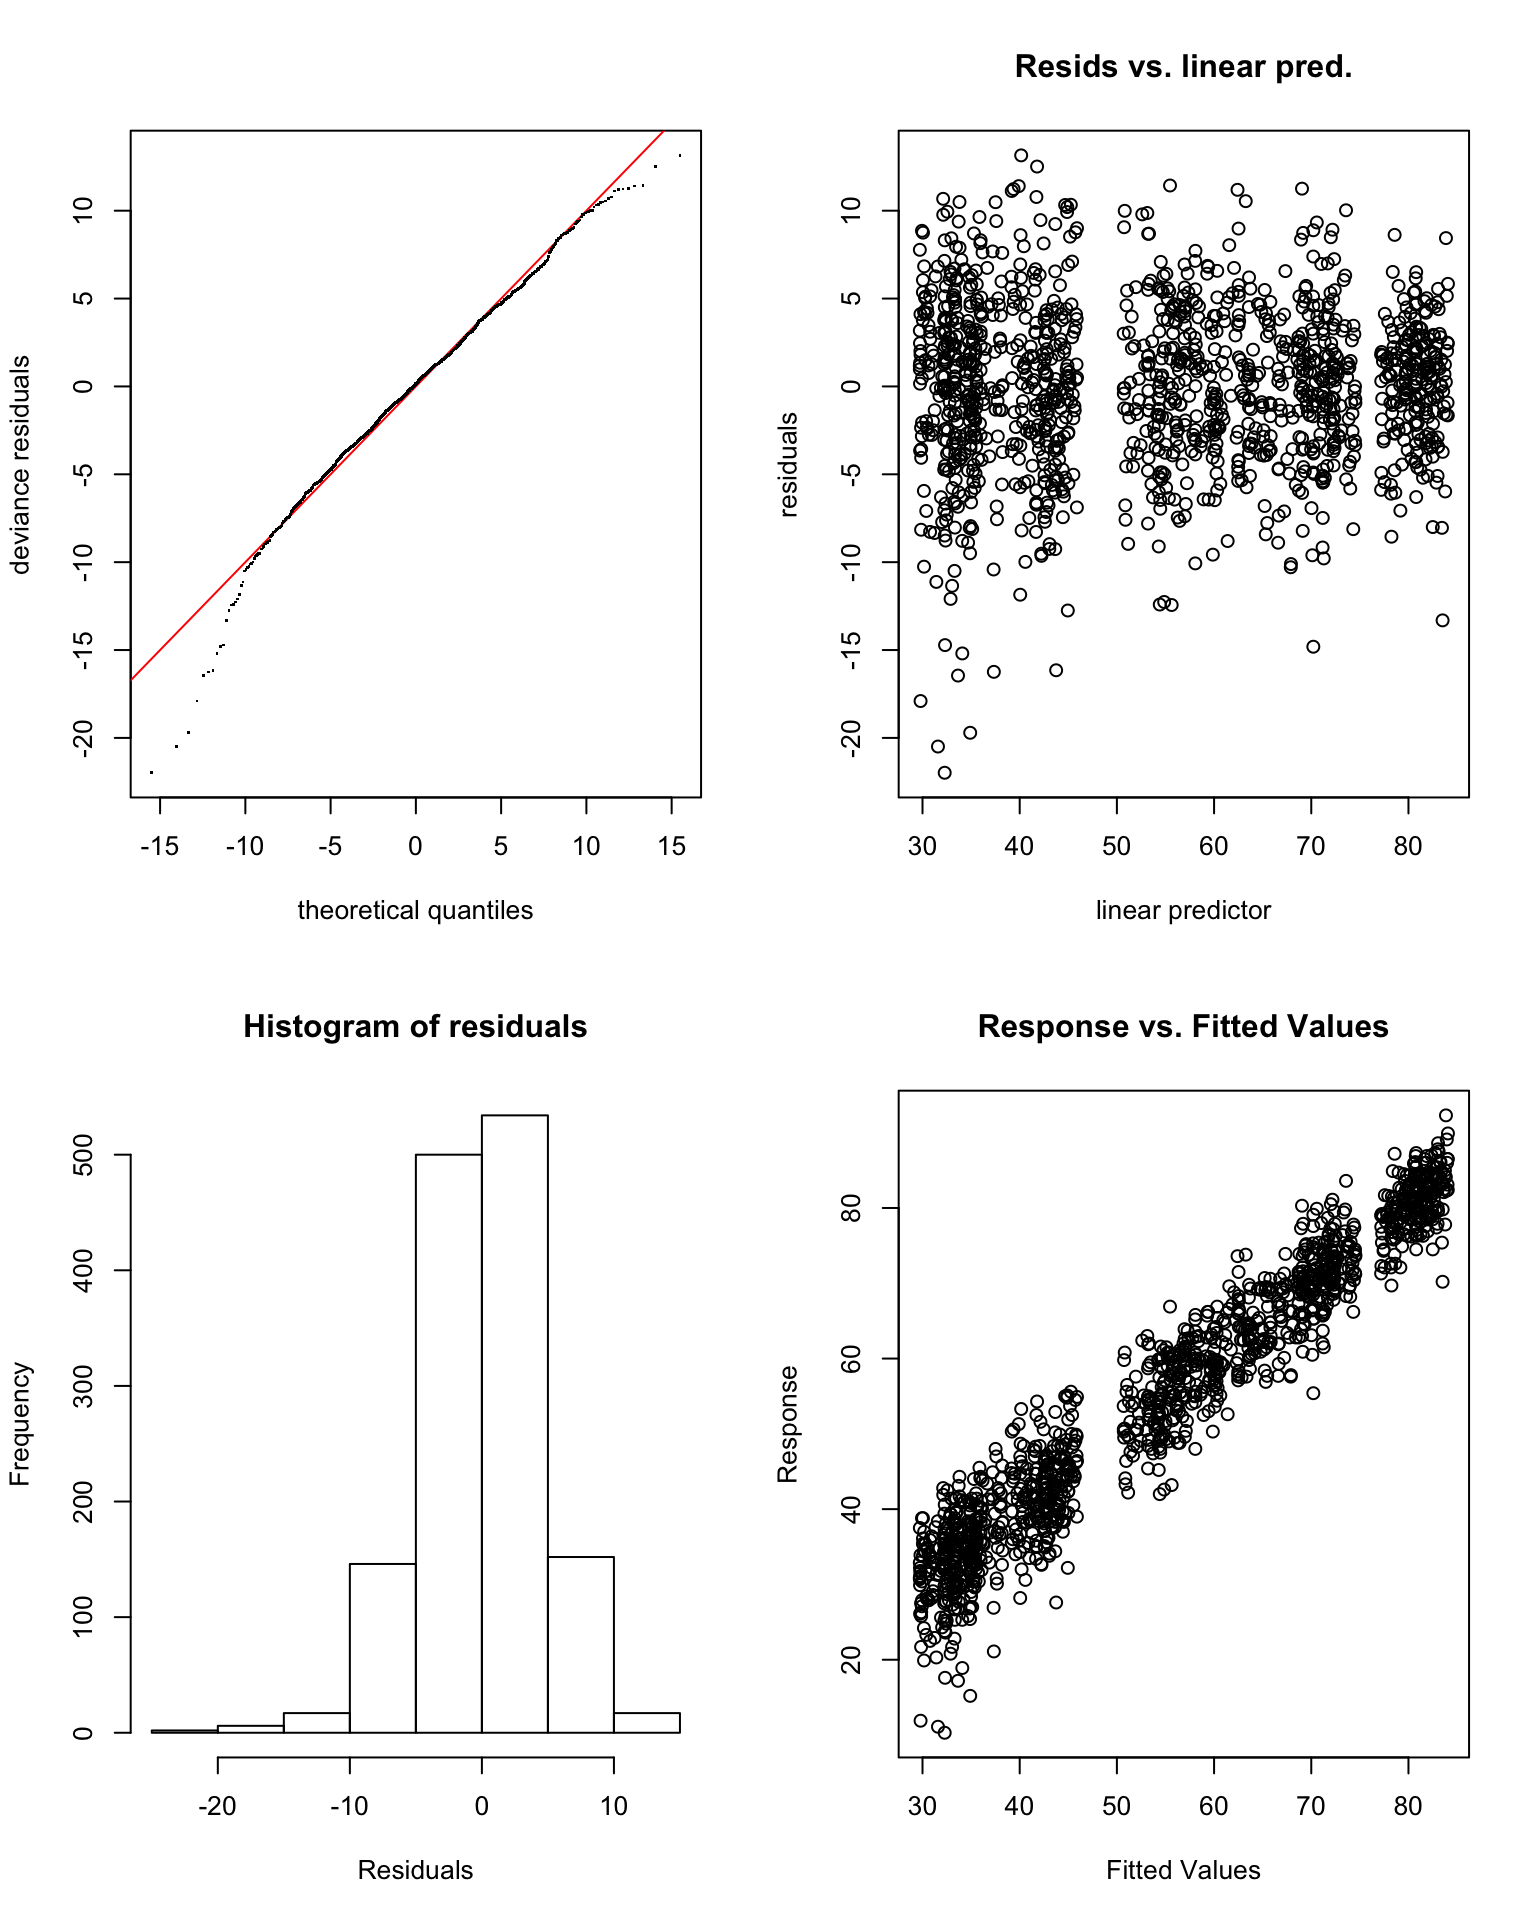 deviance residuals
10
5
0
-5
-10
-15
-20
-15 -10 -5 0 5 10 15
theoretical quantiles
Resids vs. linear pred.
residuals
10
5
0
-5
-10
-15
-20
30 40 50 60 70 80
linear predictor
Histogram of residuals
Frequency
500
400
300
200
100
0
-20 -10 0 10
Residuals
Response vs. Fitted Values
Response
80
60
40
20
30 40 50 60 70 80
Fitted Values